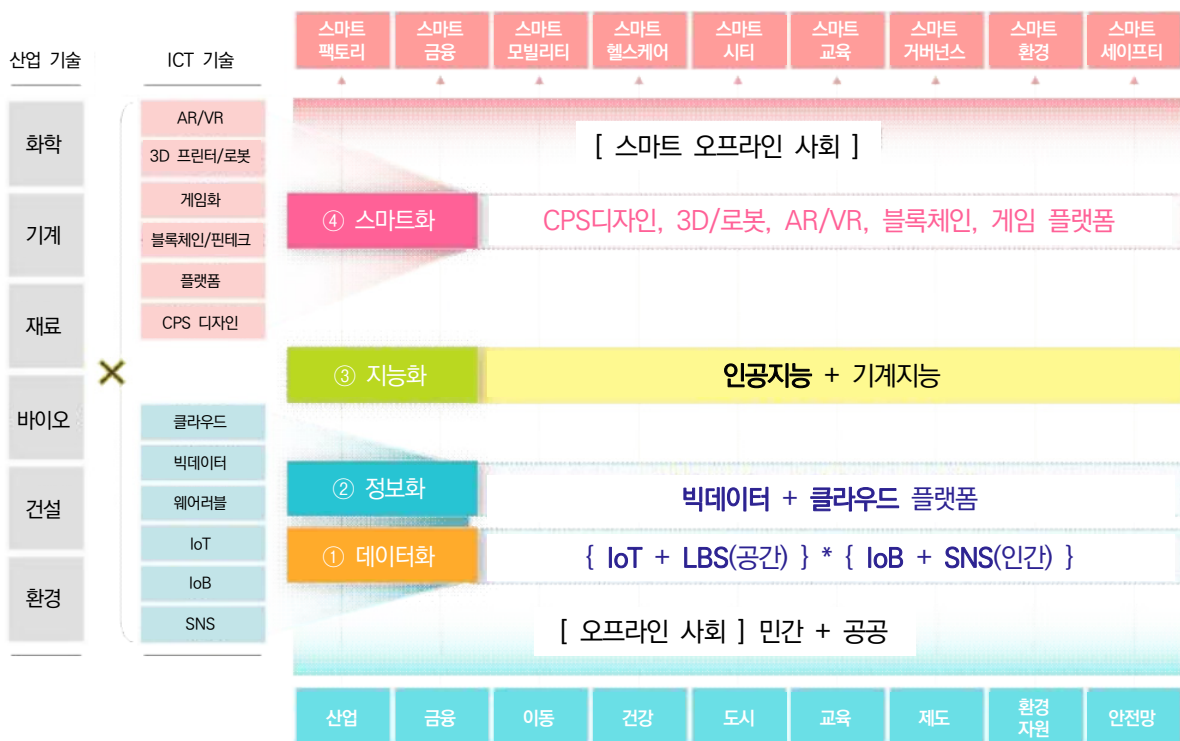 스마트
팩토리
스마트
금융
스마트
모빌리티
스마트
헬스케어
스마트
시티
스마트
교육
스마트
거버넌스
스마트
환경
스마트
세이프티
산업 기술
화학
기계
재료
바이오
건설
환경
×
ICT 기술
AR/VR
3D 프린터/로봇
게임화
블록체인/핀테크
플랫폼
CPS 디자인
클라우드
빅데이터
웨어러블
IoT
IoB
SNS
[ 스마트 오프라인 사회 ]
④ 스마트화
CPS디자인, 3D/로봇, AR/VR, 블록체인, 게임 플랫폼
③ 지능화
인공지능 + 기계지능
② 정보화
빅데이터 + 클라우드 플랫폼
① 데이터화
{ IoT + LBS(공간) } * { IoB + SNS(인간) }
[ 오프라인 사회 ] 민간 + 공공
산업
금융
이동
건강
도시
교육
제도
환경
자원
안전망